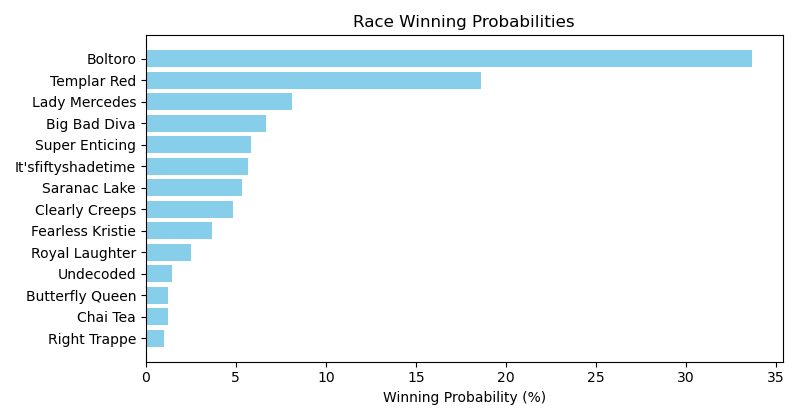 Race Winning Probabilities
Boltoro
Templar Red
Lady Mercedes
Big Bad Diva
Super Enticing
It'sfiftyshadetime
Saranac Lake
Clearly Creeps
Fearless Kristie
Royal Laughter
Undecoded
Butterfly Queen
Chai Tea
Right Trappe
0 5 10 15 20 25 30 35
Winning Probability (%)